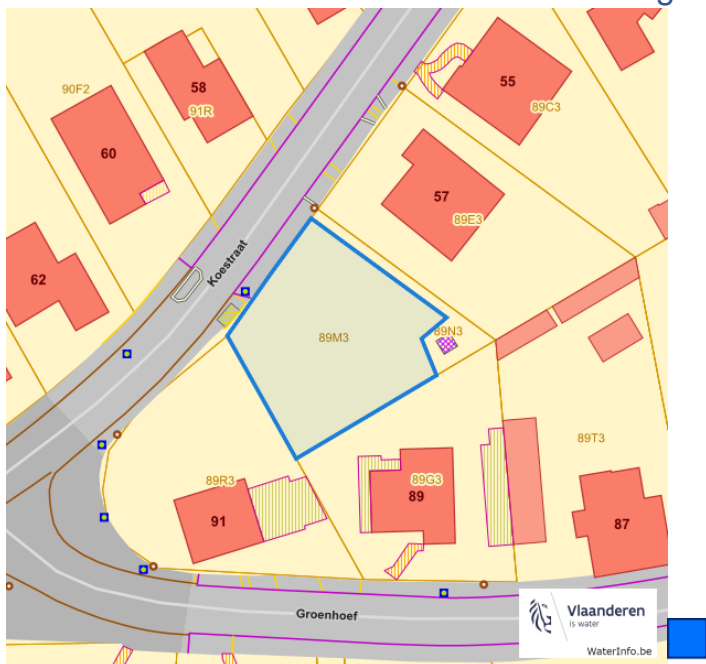 90F2
58
91R
60
62
55
89C3
57
89E3
Koestraat
89M3
89N3
89T3
89R3
91
89G3
89
87
Groenhoef
Vlaanderen
is water
WaterInfo.be